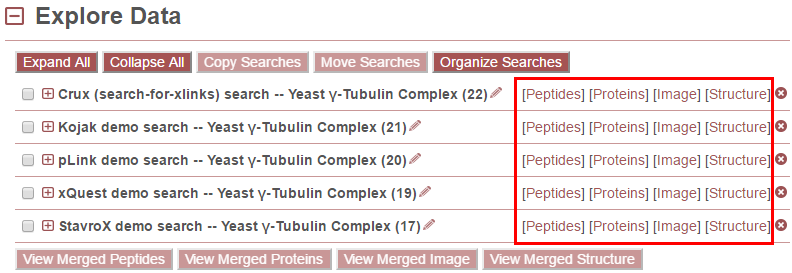 Explore Data
Expand All Collapse All Copy Searches Move Searches Organize Searches
Crux (search-for-xlinks) search -- Yeast γ-Tubulin Complex (22) [Peptides] [Proteins] [Image] [Structure]
Kojak demo search -- Yeast γ-Tubulin Complex (21) [Peptides] [Proteins] [Image] [Structure]
pLink demo search -- Yeast γ-Tubulin Complex (20) [Peptides] [Proteins] [Image] [Structure]
xQuest demo search -- Yeast γ-Tubulin Complex (19) [Peptides] [Proteins] [Image] [Structure]
StavroX demo search -- Yeast γ-Tubulin Complex (17) [Peptides] [Proteins] [Image] [Structure]
View Merged Peptides View Merged Proteins View Merged Image View Merged Structure